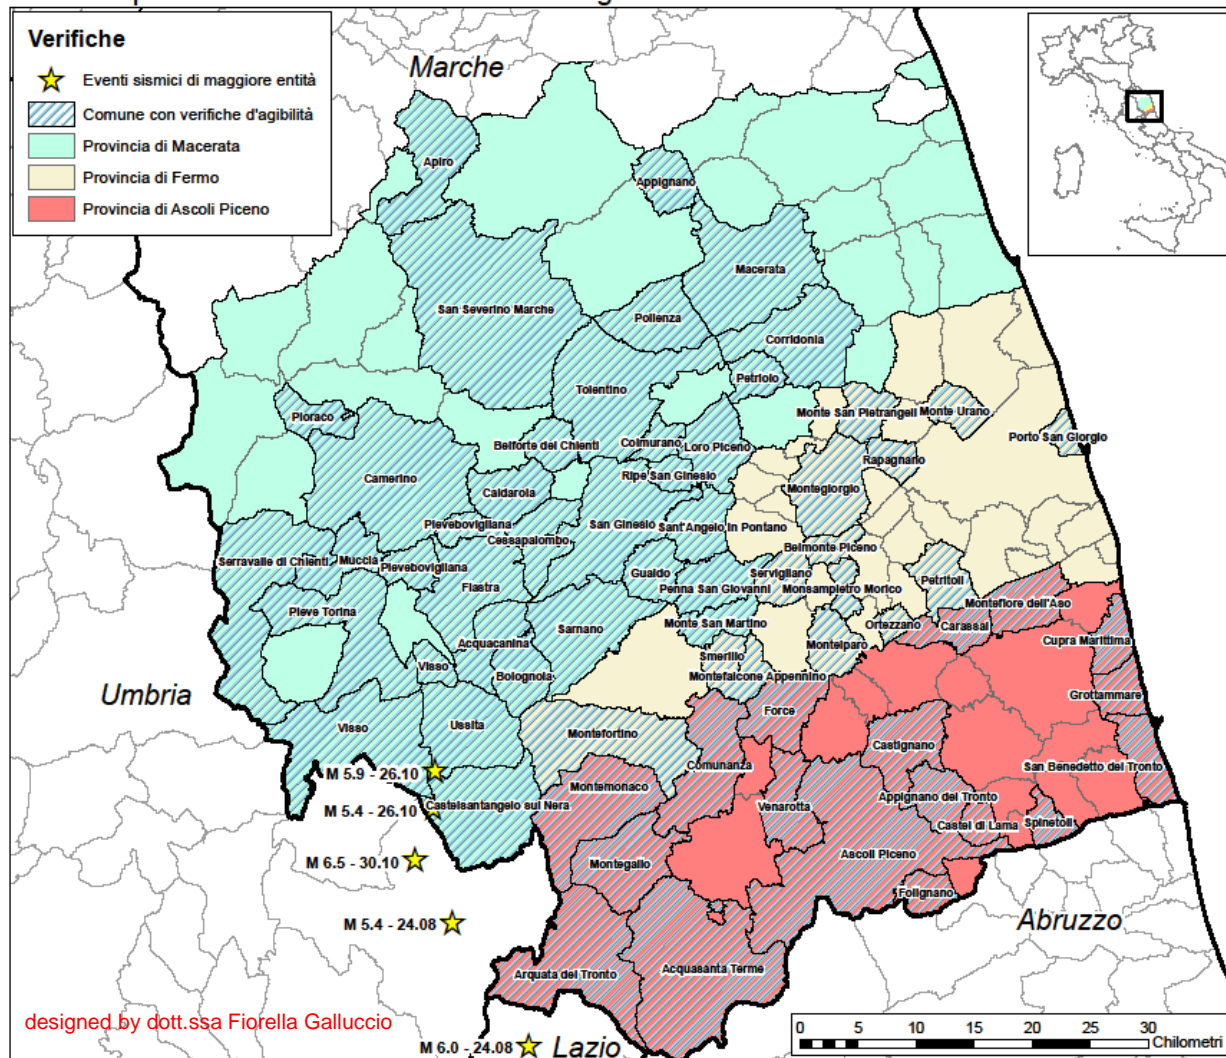 Verifiche
Eventi sismici di maggiore entità
Comune con verifiche d'agibilità
Provincia di Macerata
Provincia di Fermo
Provincia di Ascoli Piceno
Marche
Apiro
Appignano
Macerata
San Severino Marche
Pollenza
Corridonia
Petriolo
Tolentino
Pioraco
Monte San Pietrangeli
Monte Urano
Porto San Giorgio
Belforte del Chienti
Colmurano
Loro Piceno
Rapagnano
Camerino
Ripe San Ginesio
Caldarola
Montegiorgio
Pievebovigliana
San Ginesio
Sant'Angelo in Pontano
Cessapalombo
Belmonte Piceno
Serravalle di Chienti
Muccia
Pievebovigliana
Fiastra
Gualdo
Servigliano
Penna San Giovanni
Monsampietro Morico
Petritoli
Pieve Torina
Montefiore dell'Aso
Monte San Martino
Ortezzano
Carassai
Sarnano
Acquacanina
Monteleparo
Cupra Marittima
Smerillo
Visso
Bolognola
Montefalcone Appennino
Umbria
Grottammare
Visso
Ussita
Force
Montefortino
Castignano
Comunanza
San Benedetto del Tronto
M 5.9 - 26.10
Montemonaco
Appignano del Tronto
Castelsantangelo sul Nera
Venarotta
M 5.4 - 26.10
Castel di Lama
Spinetoli
Ascoli Piceno
M 6.5 - 30.10
Montegallo
Folignano
M 5.4 - 24.08
Abruzzo
Arquata del Tronto
Acquasanta Terme
designed by dott.ssa Fiorella Galluccio
M 6.0 - 24.08
Lazio
0 5 10 15 20 25 30
Chilometri